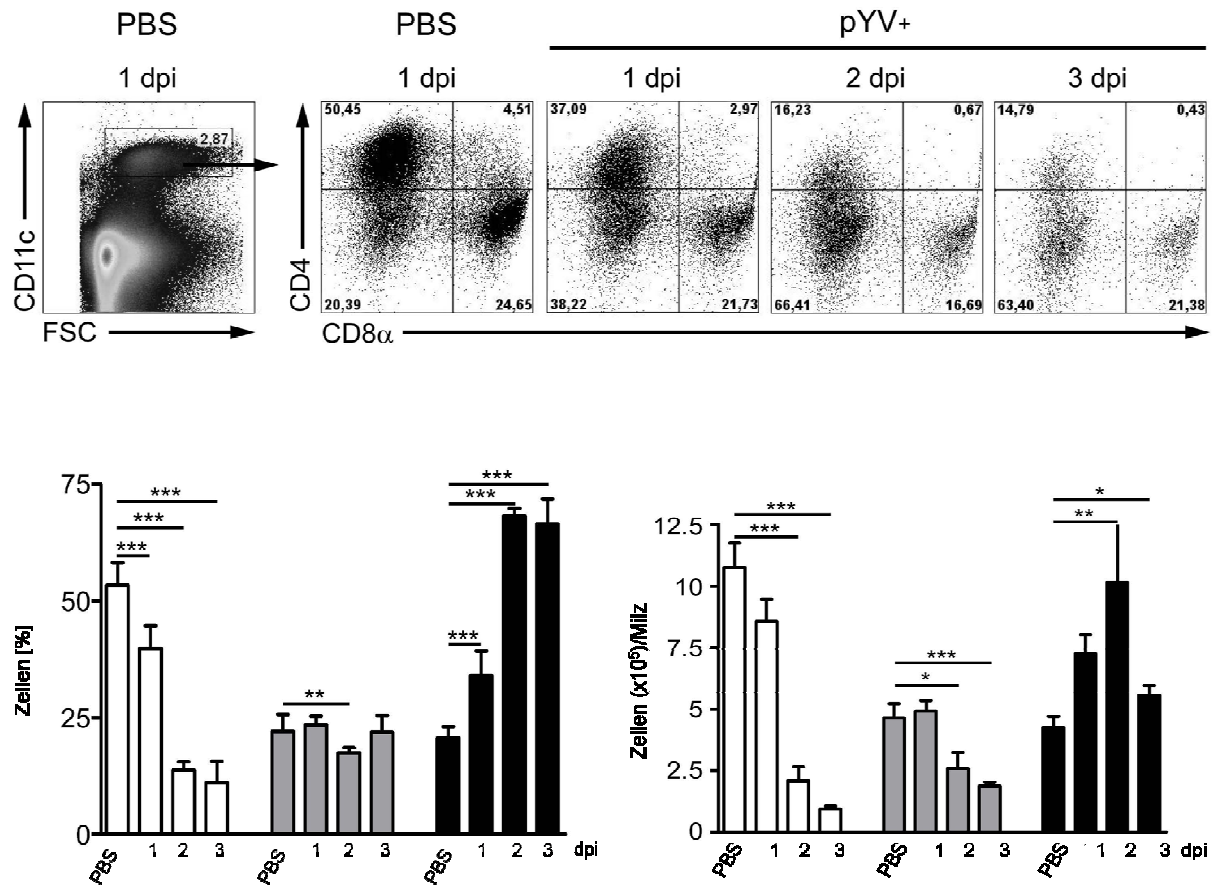 PBS PBS pYV+
1 dpi 1 dpi 1 dpi 2 dpi 3 dpi
50,45 4,51 37,09 2,97 16,23 0,67 14,79 0,43
2.87
CD11c
CD4
20,39 24,65 38,22 21,73 66,41 16,69 63,40 21,38
FSC
CD8α
75
50
25
0
Zellen [%]
*** *** ***
**
*** *** ***
PBS 1 2 3 PBS 1 2 3 PBS 1 2 3 dpi
12.5
10
7.5
5
2.5
0
Zellen (x10⁵)/Milz
*** ***
*** *
* **
PBS 1 2 3 PBS 1 2 3 PBS 1 2 3 dpi